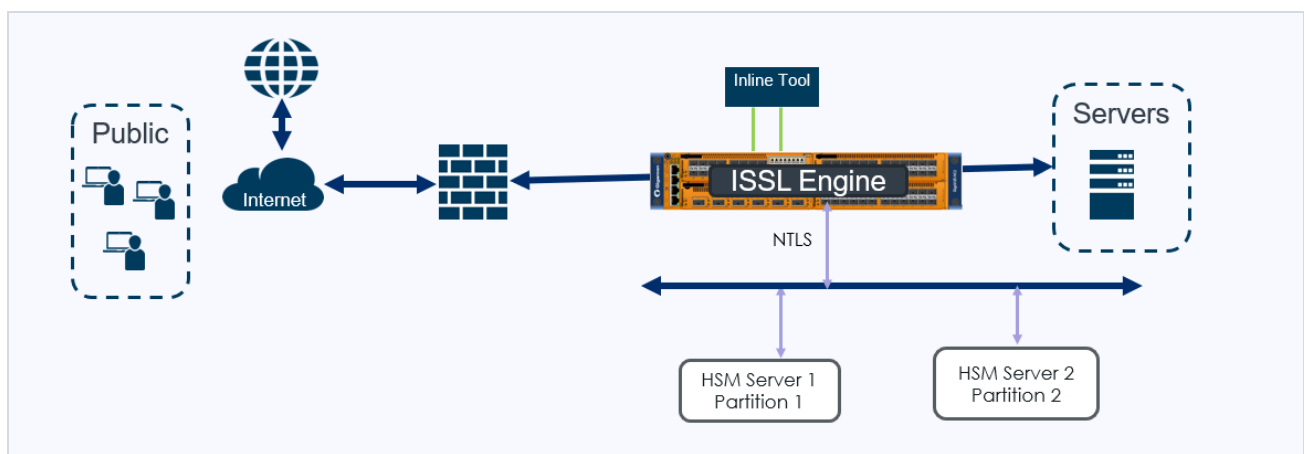 Inline Tool
Public
Servers
Internet
ISSL Engine
NTLS
HSM Server 1
Partition 1
HSM Server 2
Partition 2